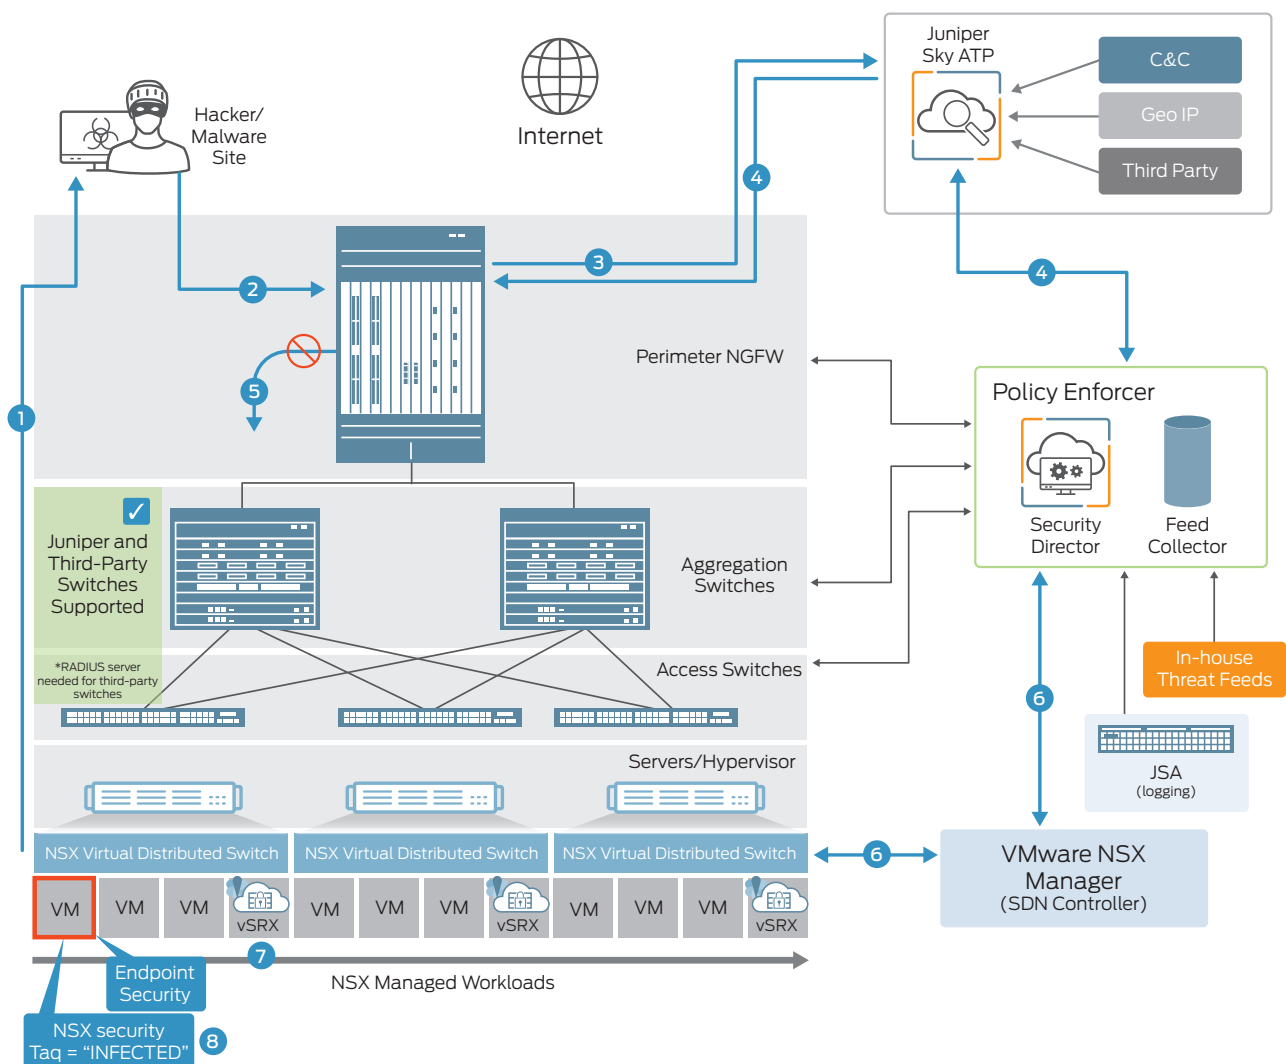 Juniper
Sky ATP
C&C
Geo IP
Third Party
Hacker/
Malware
Site
Internet
4
3
2
4
1
5
Perimeter NGFW
Policy Enforcer
Security
Director
Feed
Collector
✓
Juniper and
Third-Party
Switches
Supported
Aggregation
Switches
*RADIUS server
needed for third-party
switches
Access Switches
In-house
Threat Feeds
6
JSA
(logging)
Servers/Hypervisor
NSX Virtual Distributed Switch
NSX Virtual Distributed Switch
NSX Virtual Distributed Switch
6
VMware NSX
Manager
(SDN Controller)
VM
VM
VM
vSRX
VM
VM
VM
vSRX
VM
VM
VM
vSRX
7
NSX Managed Workloads
Endpoint
Security
NSX security
Taq = “INFECTED”
8